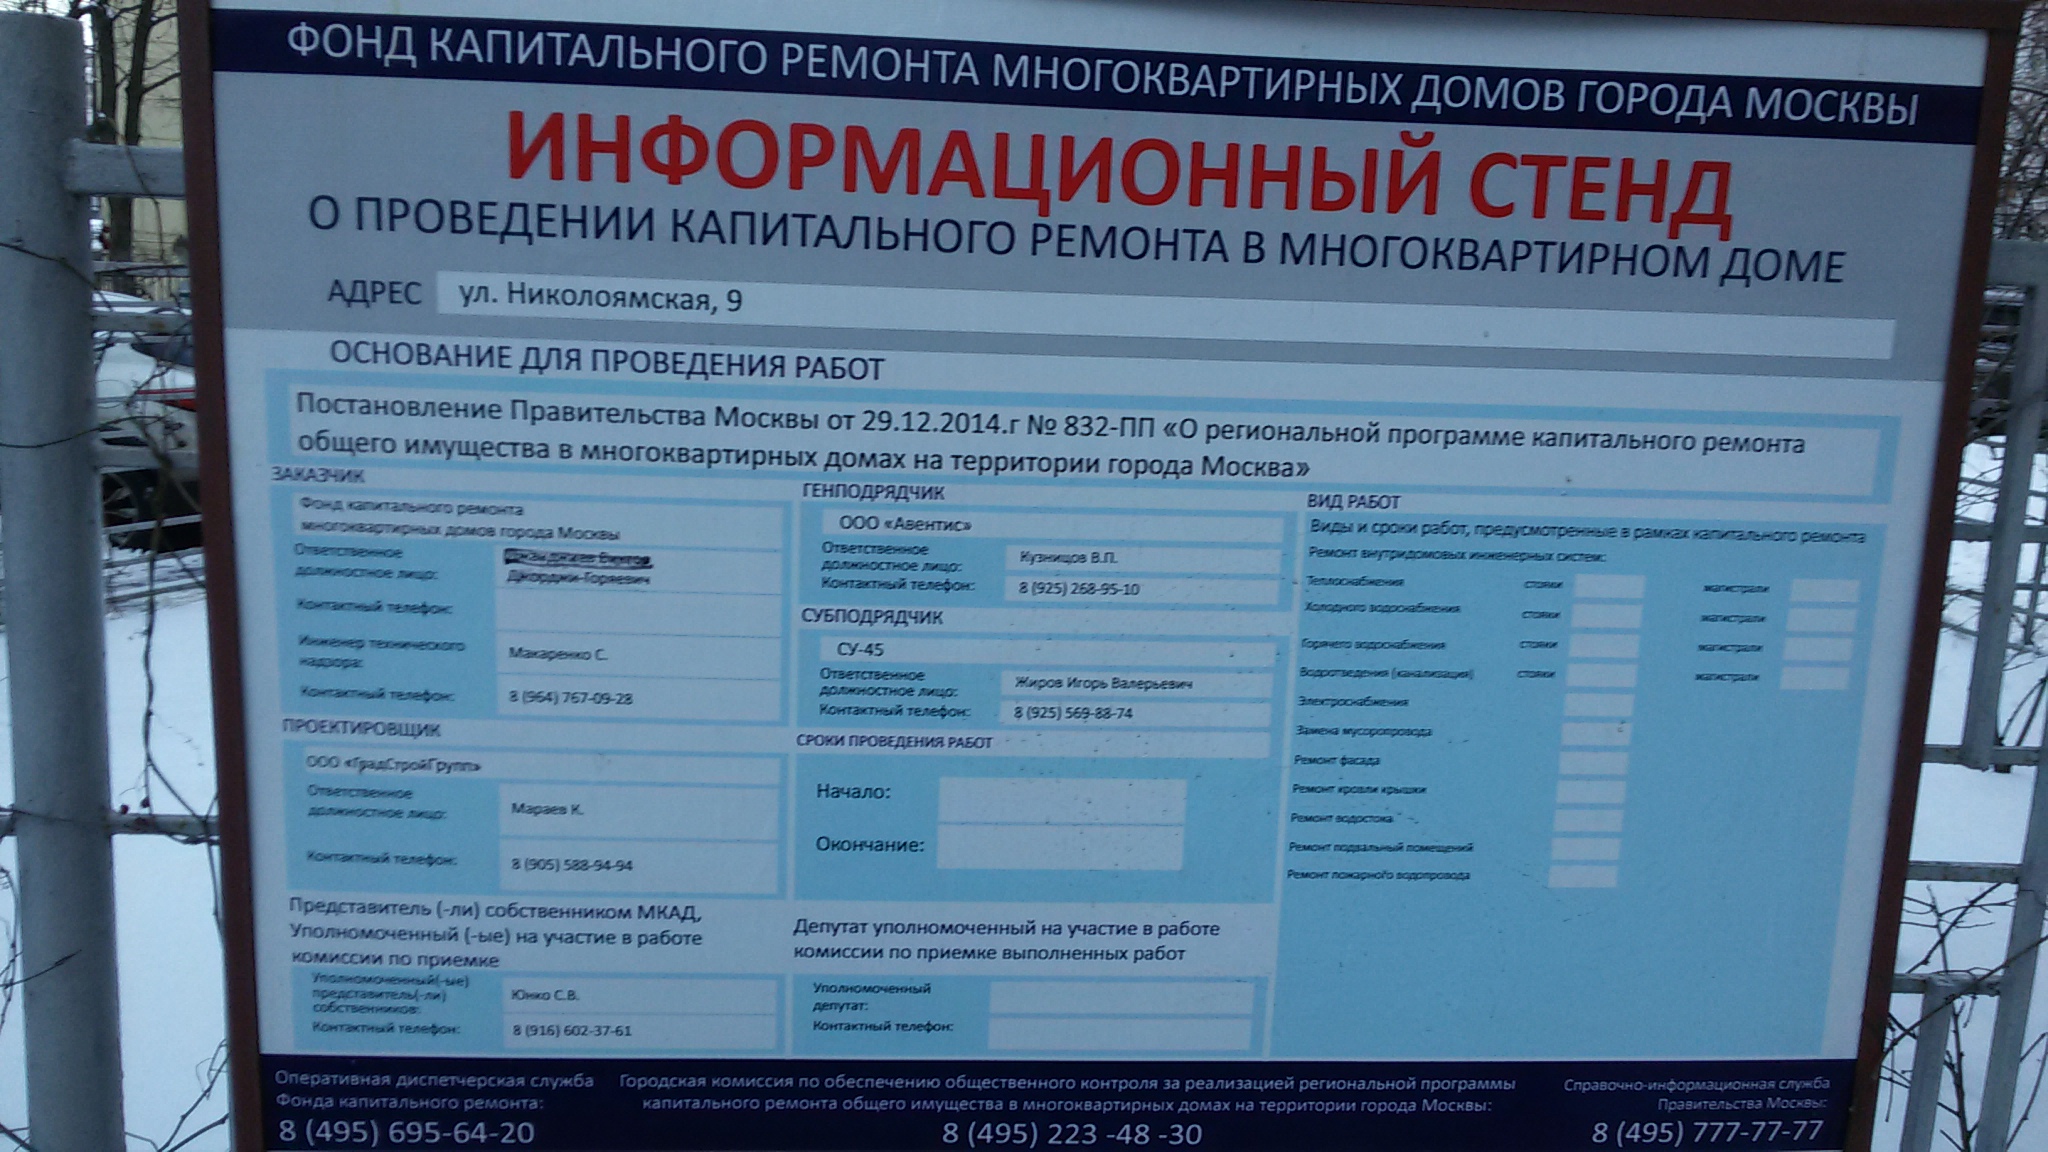 ФОНД КАПИТАЛЬНОГО РЕМОНТА МНОГОКВАРТИРНЫХ ДОМОВ ГОРОДА МОСКВЫ
ИНФОРМАЦИОННЫЙ СТЕНД
О ПРОВЕДЕНИИ КАПИТАЛЬНОГО РЕМОНТА В МНОГОКВАРТИРНОМ ДОМЕ
АДРЕС ул. Николоямская, 9
ОСНОВАНИЕ ДЛЯ ПРОВЕДЕНИЯ РАБОТ
Постановление Правительства Москвы от 29.12.2014.г № 832-ПП «О региональной программе капитального ремонта
общего имущества в многоквартирных домах на территории города Москва»
ЗАКАЗЧИК
Фонд капитального ремонта
многоквартирных домов города Москвы
Ответственное
должностное лицо:
Джорджи-Горяевич
Контактный телефон:
Инженер технического
надзора:
Макаренко С.
Контактный телефон: 8 (964) 767-09-28
ПРОЕКТИРОВЩИК
ООО «ГрадСтройГрупп»
Ответственное
должностное лицо:
Мараев К.
Контактный телефон: 8 (905) 588-94-94
Представитель (-ли) собственником МКАД,
Уполномоченный (-ые) на участие в работе
комиссии по приемке
Уполномоченный(-ые)
представитель(-ли)
собственников:
Юнко С.В.
Контактный телефон: 8 (916) 602-37-61
ГЕНПОДРЯДЧИК
ООО «Авентис»
Ответственное
должностное лицо:
Кузнищов В.П.
Контактный телефон: 8 (925) 268-95-10
СУБПОДРЯДЧИК
СУ-45
Ответственное
должностное лицо:
Жиров Игорь Валерьевич
Контактный телефон: 8 (925) 569-88-74
СРОКИ ПРОВЕДЕНИЯ РАБОТ
Начало:
Окончание:
Депутат уполномоченный на участие в работе
комиссии по приемке выполненных работ
Уполномоченный
депутат:
Контактный телефон:
ВИД РАБОТ
Виды и сроки работ, предусмотренные в рамках капитального ремонта
Ремонт внутридомовых инженерных систем:
Теплоснабжения стояки магистрали
Холодного водоснабжения стояки магистрали
Горячего водоснабжения стояки магистрали
Водоотведения (канализация) стояки магистрали
Электроснабжения
Замена мусоропровода
Ремонт фасада
Ремонт кровли крышки
Ремонт водостока
Ремонт подвальный помещений
Ремонт пожарного водопровода
Оперативная диспетчерская служба
Фонда капитального ремонта:
8 (495) 695-64-20
Городская комиссия по обеспечению общественного контроля за реализацией региональной программы
капитального ремонта общего имущества в многоквартирных домах на территории города Москвы:
8 (495) 223 -48 -30
Справочно-информационная служба
Правительства Москвы:
8 (495) 777-77-77